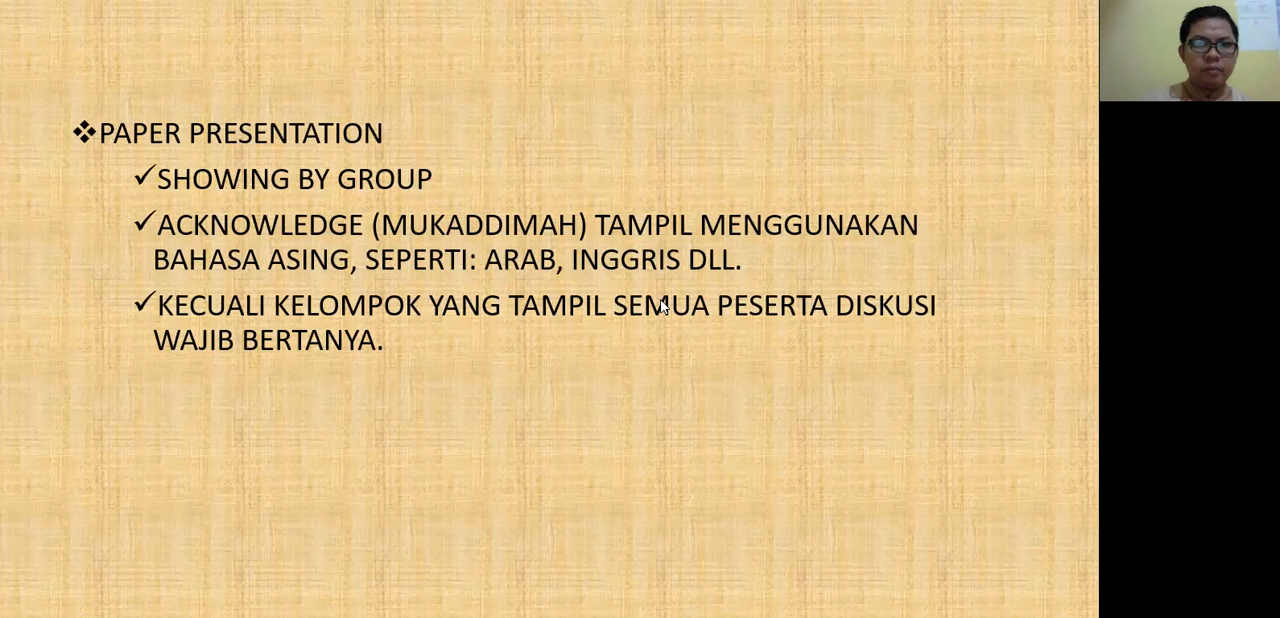 ❖PAPER PRESENTATION
✓SHOWING BY GROUP
✓ACKNOWLEDGE (MUKADDIMAH) TAMPIL MENGGUNAKAN
BAHASA ASING, SEPERTI: ARAB, INGGRIS DLL.
✓KECUALI KELOMPOK YANG TAMPIL SEMUA PESERTA DISKUSI
WAJIB BERTANYA.